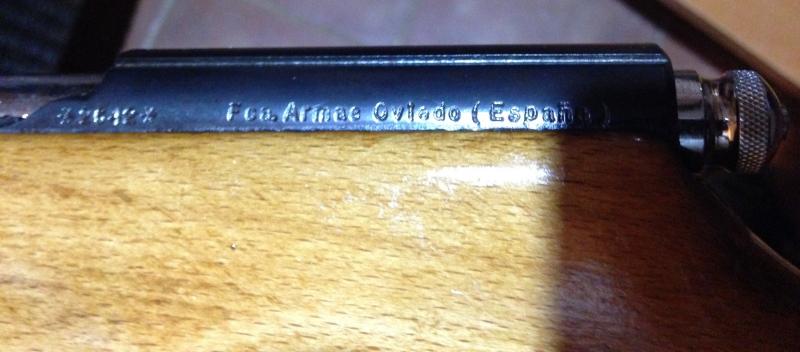 Fca. Armas Oviedo (España)